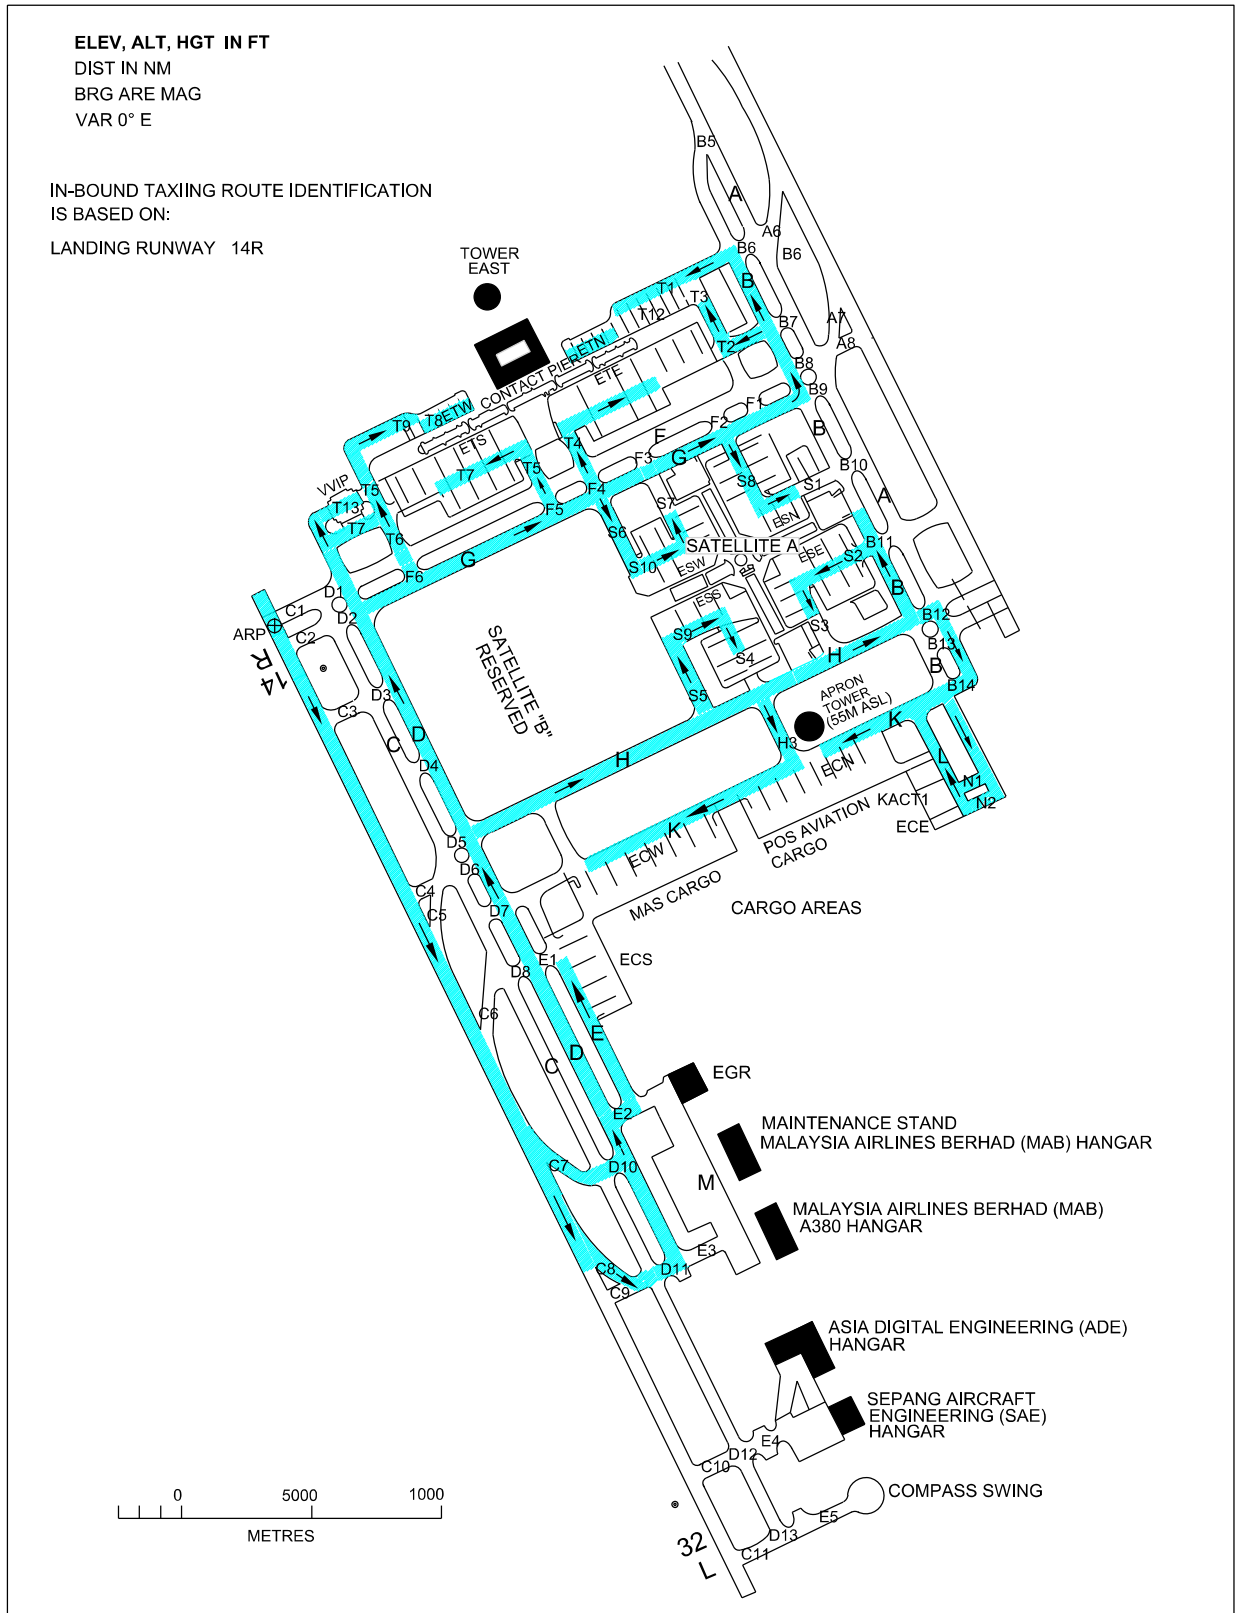 ELEV, ALT, HGT IN FT
DIST IN NM
BRG ARE MAG
VAR 0° E
IN-BOUND TAXIING ROUTE IDENTIFICATION
IS BASED ON:
LANDING RUNWAY 14R
TOWER
EAST
B5
A
A6
B6
B6
B
T1
T3
T12
A7
B7
A8
T2
ETN
CONTACT PIER
ETE
B8
B9
F1
F2
F
F3
G
B
T8
ETW
T9
ETS
T4
T5
T7
F4
F5
B10
A
S8
S1
ESN
VVIP
T5
T13
T7
T6
F6
G
S7
S6
S10
SATELLITE A
ESW
ESE
S2
B11
B
ESS
S3
D1
D2
C1
ARP
C2
14
R
SATELLITE "B"
RESERVED
S9
S4
S5
H
B12
B13
B
B14
APRON
TOWER
(55M ASL)
C3
D3
C
D
D4
H
H3
K
ECN
L
N1
N2
KACT1
ECE
POS AVIATION
CARGO
K
ECW
MAS CARGO
CARGO AREAS
D5
D6
C4
C5
D7
E1
D8
ECS
C6
E
D
C
EGR
E2
MAINTENANCE STAND
MALAYSIA AIRLINES BERHAD (MAB) HANGAR
C7
D10
M
MALAYSIA AIRLINES BERHAD (MAB)
A380 HANGAR
E3
C8
D11
C9
ASIA DIGITAL ENGINEERING (ADE)
HANGAR
SEPANG AIRCRAFT
ENGINEERING (SAE)
HANGAR
E4
D12
C10
COMPASS SWING
E5
D13
C11
32
L
0 5000 1000
METRES